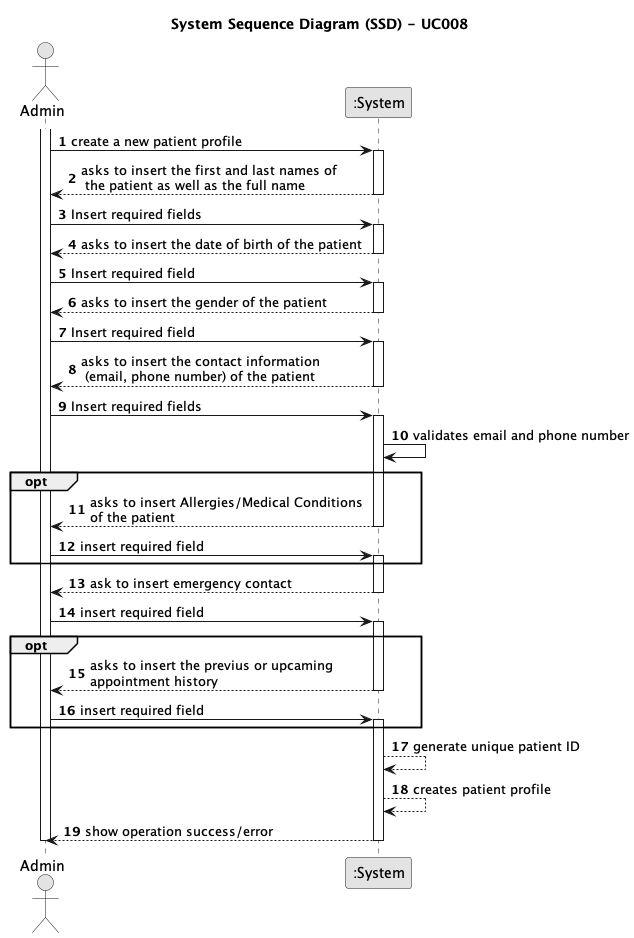 System Sequence Diagram (SSD) - UC008
Admin
:System
1 create a new patient profile
2 asks to insert the first and last names of
the patient as well as the full name
3 Insert required fields
4 asks to insert the date of birth of the patient
5 Insert required field
6 asks to insert the gender of the patient
7 Insert required field
8 asks to insert the contact information
(email, phone number) of the patient
9 Insert required fields
10 validates email and phone number
opt
11 asks to insert Allergies/Medical Conditions
of the patient
12 insert required field
13 ask to insert emergency contact
14 insert required field
opt
15 asks to insert the previus or upcaming
appointment history
16 insert required field
17 generate unique patient ID
18 creates patient profile
19 show operation success/error
Admin
:System